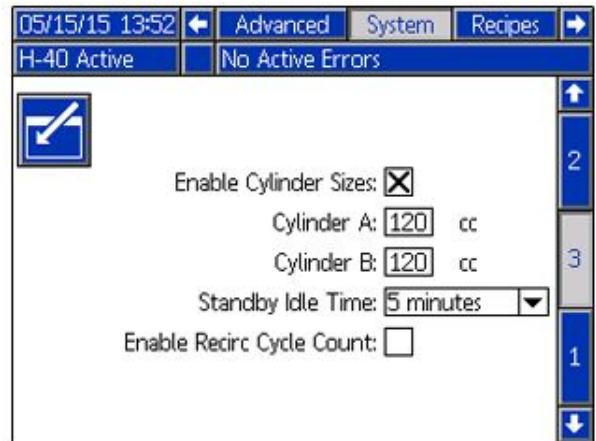 05/15/15 13:52 Advanced System Recipes
H-40 Active No Active Errors
2
Enable Cylinder Sizes:
Cylinder A: 120 cc
Cylinder B: 120 cc
3
Standby Idle Time: 5 minutes
Enable Recirc Cycle Count:
1